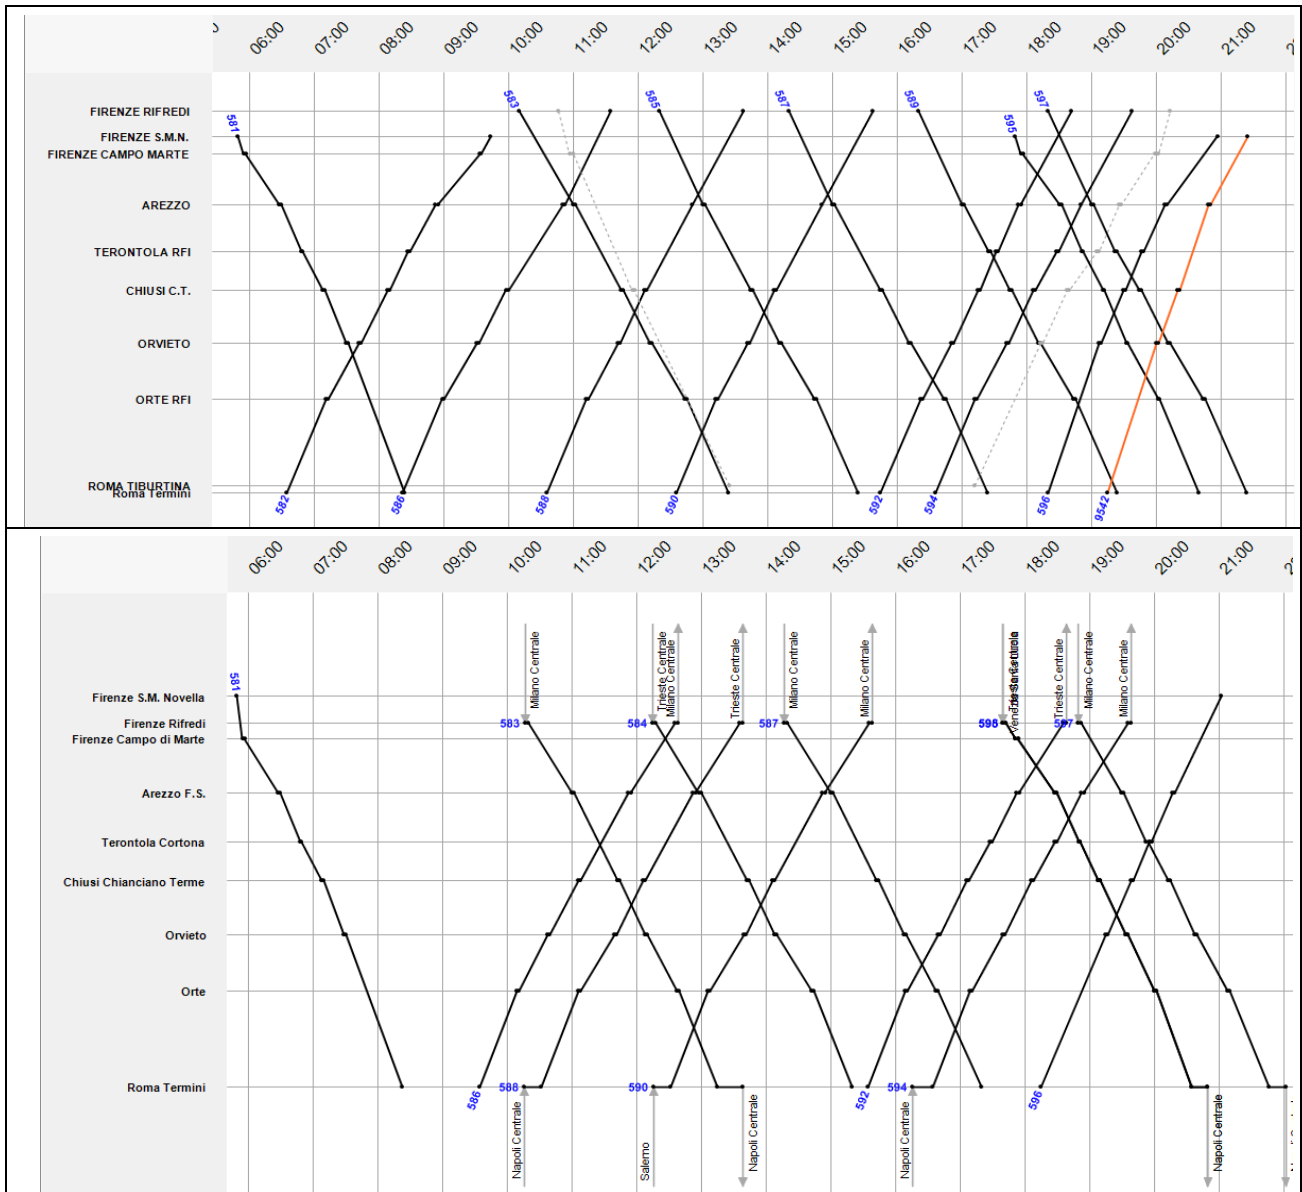 06:00 07:00 08:00 09:00 10:00 11:00 12:00 13:00 14:00 15:00 16:00 17:00 18:00 19:00 20:00 21:00
583 585 587 589 597
FIRENZE RIFREDI
581 595
FIRENZE S.M.N.
FIRENZE CAMPO MARTE
AREZZO
TERONTOLA RFI
CHIUSI C.T.
ORVIETO
ORTE RFI
ROMA TIBURTINA
Roma Termini
582 586 588 590 592 594 596 9542
06:00 07:00 08:00 09:00 10:00 11:00 12:00 13:00 14:00 15:00 16:00 17:00 18:00 19:00 20:00 21:00
Milano Centrale Trieste Centrale Milano Centrale Trieste Centrale Milano Centrale Milano Centrale Trieste Centrale Milano Centrale Milano Centrale
581
Firenze S.M. Novella
Firenze Rifredi 583 584 587 597
Firenze Campo di Marte
Arezzo F.S.
Terontola Cortona
Chiusi Chianciano Terme
Orvieto
Orte
Roma Termini 588 590 594
586 592 596
Napoli Centrale Salerno Napoli Centrale Napoli Centrale Napoli Centrale